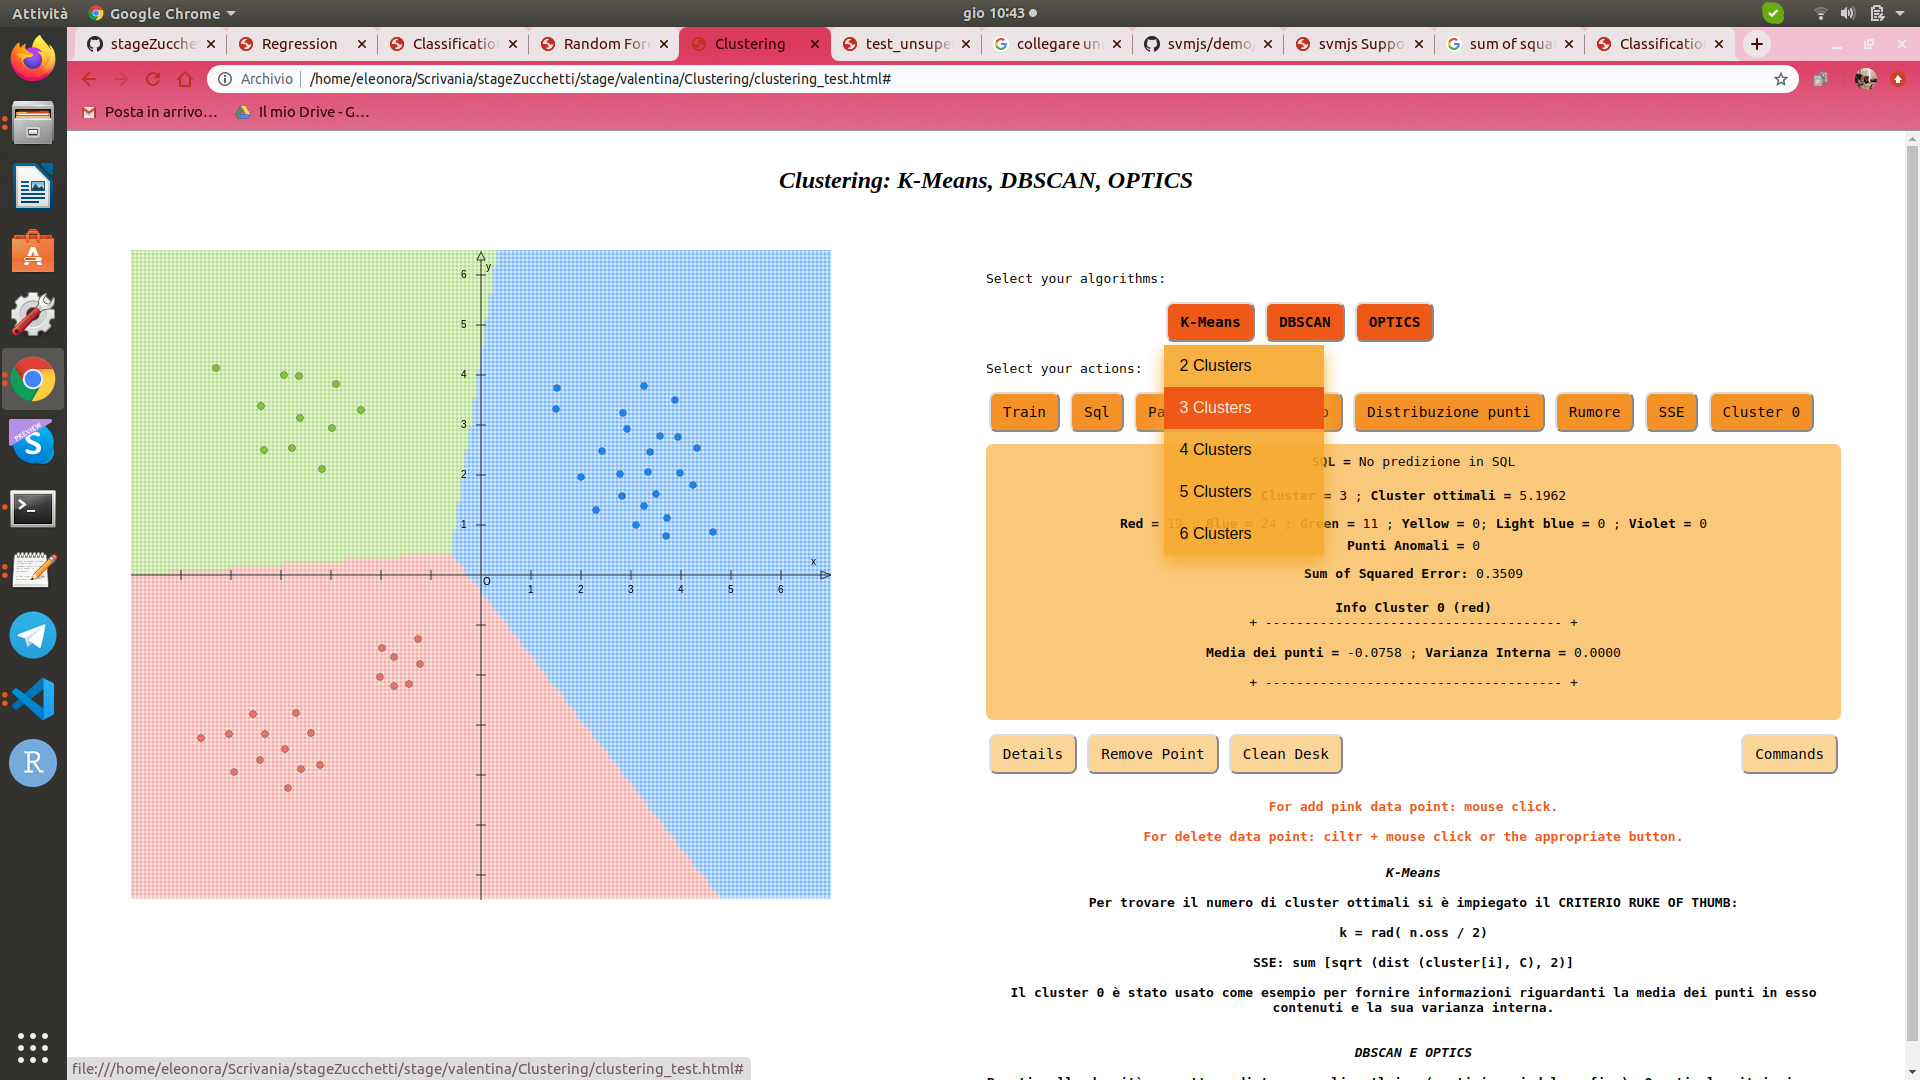 Attività
Google Chrome
gio 10:43
stageZucche
Regression
Classificatio
Random For
Clustering
test_unsupe
collegare un
svmjs/demo
svmjs Suppo
sum of squa
Classificatio
Archivio
/home/eleonora/Scrivania/stageZucchetti/stage/valentina/Clustering/clustering_test.html#
Posta in arrivo…
Il mio Drive - G…
Clustering: K-Means, DBSCAN, OPTICS
Select your algorithms:
K-Means
DBSCAN
OPTICS
Select your actions:
2 Clusters
3 Clusters
4 Clusters
5 Clusters
6 Clusters
Train
Sql
Pa
o
Distribuzione punti
Rumore
SSE
Cluster 0
SQL = No predizione in SQL
Cluster = 3 ; Cluster ottimali = 5.1962
Red = 19 ; Blue = 24 ; Green = 11 ; Yellow = 0; Light blue = 0 ; Violet = 0
Punti Anomali = 0
Sum of Squared Error: 0.3509
Info Cluster 0 (red)
+ -------------------------------------- +
Media dei punti = -0.0758 ; Varianza Interna = 0.0000
+ -------------------------------------- +
Details
Remove Point
Clean Desk
Commands
For add pink data point: mouse click.
For delete data point: ciltr + mouse click or the appropriate button.
K-Means
Per trovare il numero di cluster ottimali si è impiegato il CRITERIO RUKE OF THUMB:
k = rad( n.oss / 2)
SSE: sum [sqrt (dist (cluster[i], C), 2)]
Il cluster 0 è stato usato come esempio per fornire informazioni riguardanti la media dei punti in esso
contenuti e la sua varianza interna.
DBSCAN E OPTICS
y
6
5
4
3
2
1
x
O
1
2
3
4
5
6
PREVIEW
R
file:///home/eleonora/Scrivania/stageZucchetti/stage/valentina/Clustering/clustering_test.html#